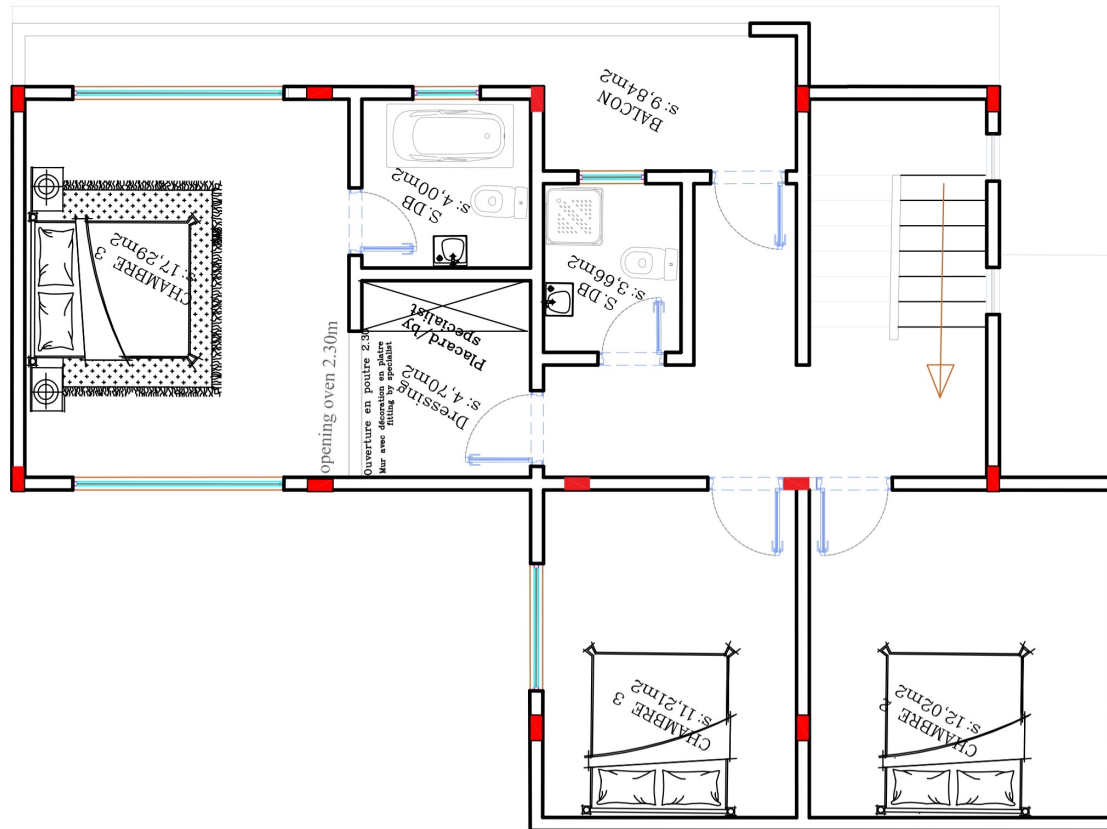 BALCON
s: 9,84m2
S.DB
s: 4,00m2
S.DB
s: 3,66m2
CHAMBRE 3
s: 17,29m2
Placard/by
specialist
Dressing
s: 4,70m2
opening oven 2.30m
Ouverture en poutre 2.30
Mur avec décoration en platre
fitting by specialist
CHAMBRE 3
s: 11,21m2
CHAMBRE
s: 12,02m2